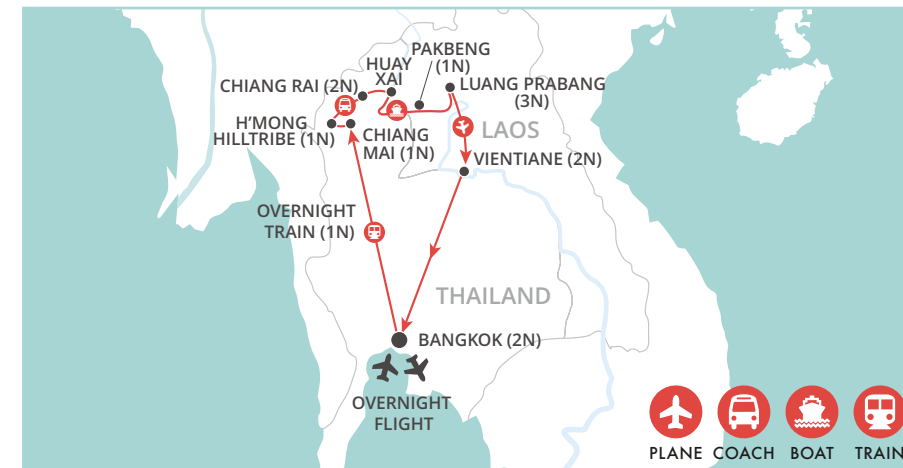 PAKBENG
(1N)
HUAY
XAI
CHIANG RAI (2N)
LUANG PRABANG
(3N)
H'MONG
HILLTRIBE (1N)
CHIANG
MAI (1N)
LAOS
VIENTIANE (2N)
OVERNIGHT
TRAIN (1N)
THAILAND
BANGKOK (2N)
OVERNIGHT
FLIGHT
PLANE COACH BOAT TRAIN